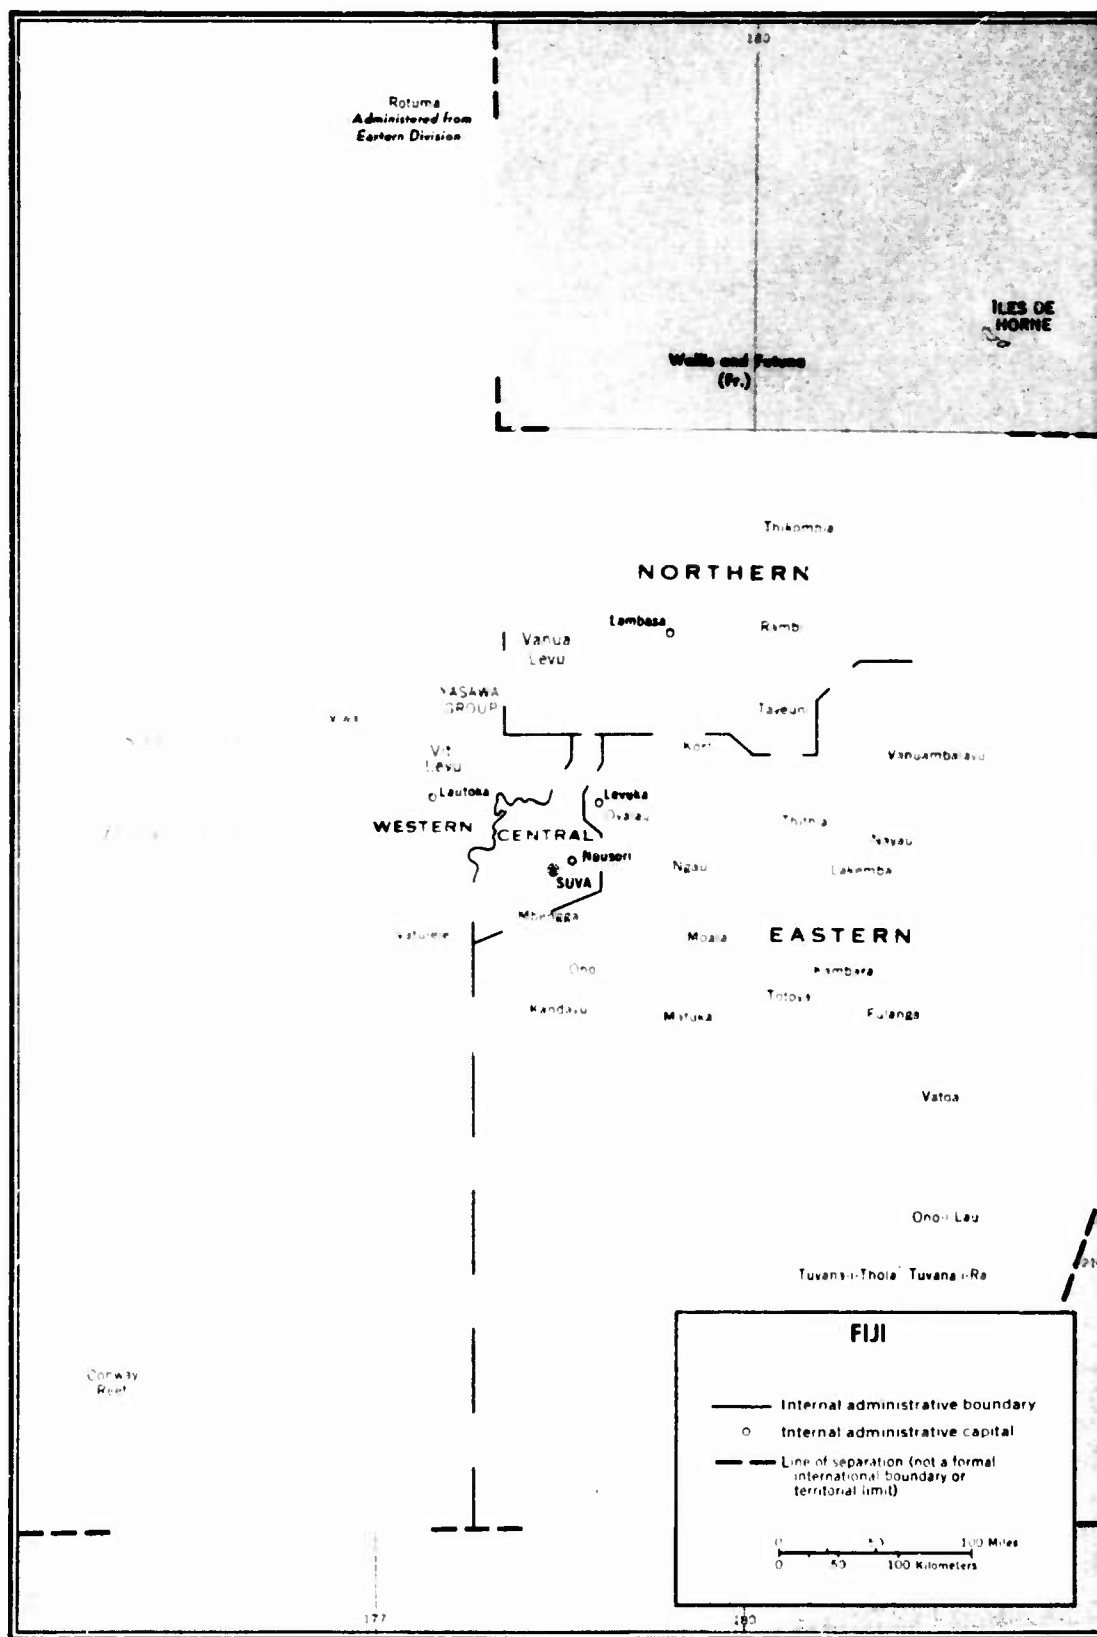 180
Rotuma
Administered from
Eastern Division
ÎLES DE
HORNE
Wallis and Futuna
(Fr.)
Thikombia
NORTHERN
Lambasa
Rambi
Vanua
Levu
YASAWA
GROUP
Taveuni
Koro
Viti
Levu
Vanuambalavu
Lautoka
Levuka
Ovalau
WESTERN
CENTRAL
Thithia
Nayau
Nausori
SUVA
Ngau
Lakemba
Mbengga
Vatulele
Moala
EASTERN
Ono
Kambara
Totoya
Kandavu
Matuka
Fulanga
Vatoa
Ono-i-Lau
Tuvana-i-Thola Tuvana-i-Ra
Conway
Reef
FIJI
Internal administrative boundary
Internal administrative capital
Line of separation (not a formal
international boundary or
territorial limit)
0 50 100 Miles
0 50 100 Kilometers
177
180